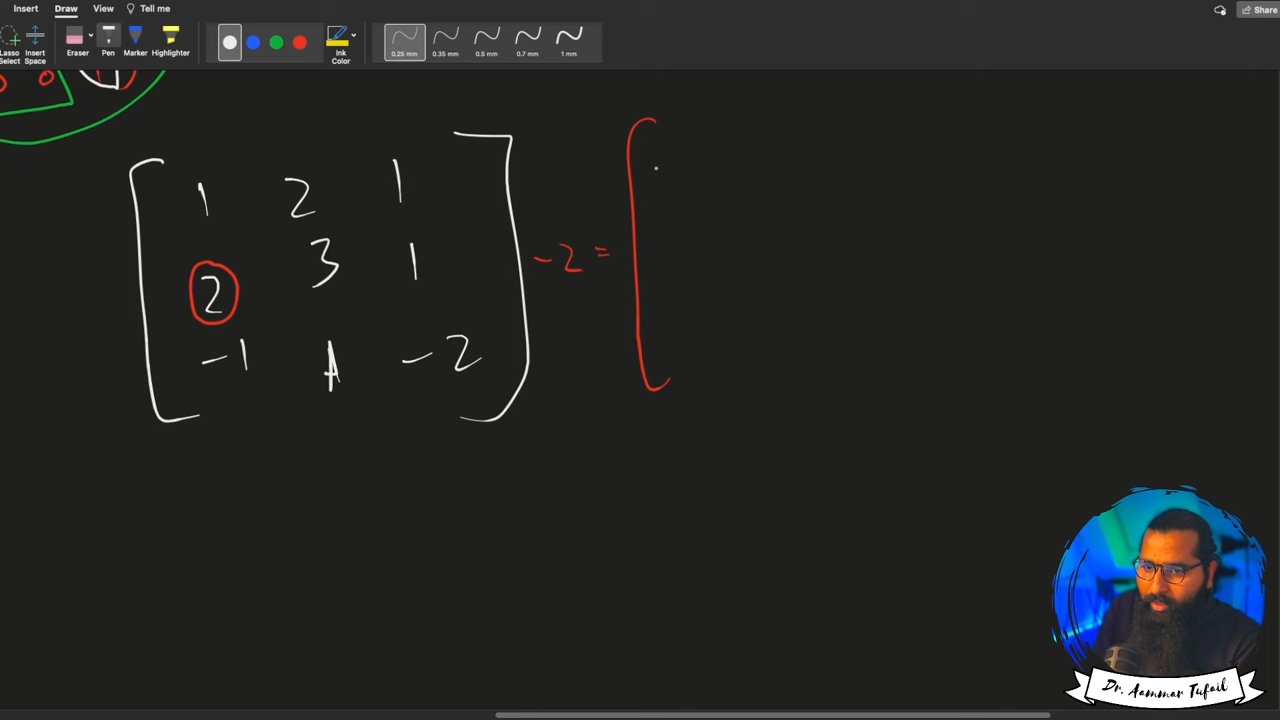 Insert Draw View Tell me
Share
Lasso Select
Insert Space
Eraser
Pen
Marker
Highlighter
Ink Color
0.25 mm
0.35 mm
0.5 mm
0.7 mm
1 mm
1 2 1
2 3 1 -2 =
-1 1 -2
Dr. Aammar Tufail